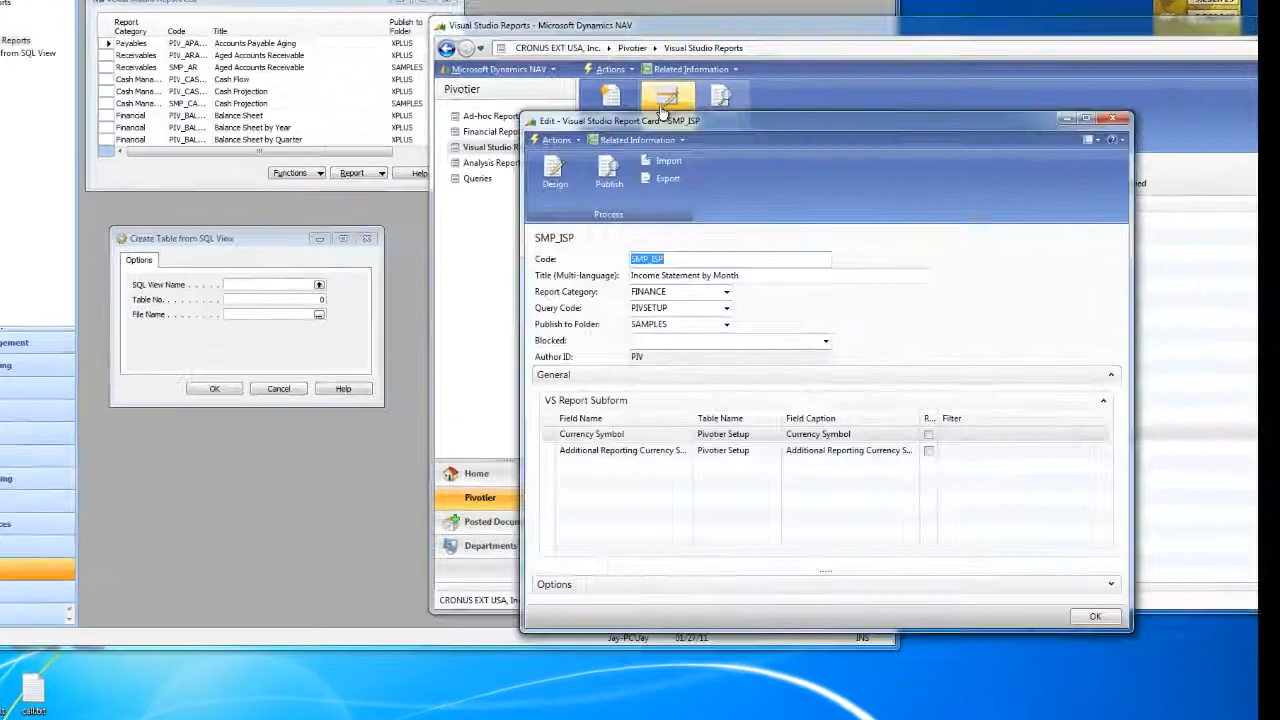 Reports
from SQL View
Report Category
Code
Title
Publish to Folder
Payables PIV_APA... Accounts Payable Aging XPLUS
Receivables PIV_ARA... Aged Accounts Receivable XPLUS
Receivables SMP_AR Aged Accounts Receivable SAMPLES
Cash Mana... PIV_CAS... Cash Flow XPLUS
Cash Mana... PIV_CAS... Cash Projection XPLUS
Cash Mana... SMP_CA... Cash Projection SAMPLES
Financial PIV_BAL... Balance Sheet XPLUS
Financial PIV_BAL... Balance Sheet by Year XPLUS
Financial PIV_BAL... Balance Sheet by Quarter XPLUS
Functions Report Help
Create Table from SQL View
Options
SQL View Name . . . . .
Table No. . . . . . . . . 0
File Name . . . . . . . .
OK Cancel Help
Visual Studio Reports - Microsoft Dynamics NAV
CRONUS EXT USA, Inc. Pivotier Visual Studio Reports
Microsoft Dynamics NAV Actions Related Information
Pivotier
Ad-hoc Report
Financial Repo
Visual Studio R
Analysis Report
Queries
Home
Pivotier
Posted Docum
Departments
CRONUS EXT USA, In
Edit - Visual Studio Report Card - SMP_ISP
Actions Related Information
Design Publish Import
Export
Process
SMP_ISP
Code: SMP_ISP
Title (Multi-language): Income Statement by Month
Report Category: FINANCE
Query Code: PIVSETUP
Publish to Folder: SAMPLES
Blocked:
Author ID: PIV
General
VS Report Subform
Field Name Table Name Field Caption R... Filter
Currency Symbol Pivotier Setup Currency Symbol
Additional Reporting Currency S... Pivotier Setup Additional Reporting Currency S...
Options
OK
Jay-PC\Jay 01/27/11 INS